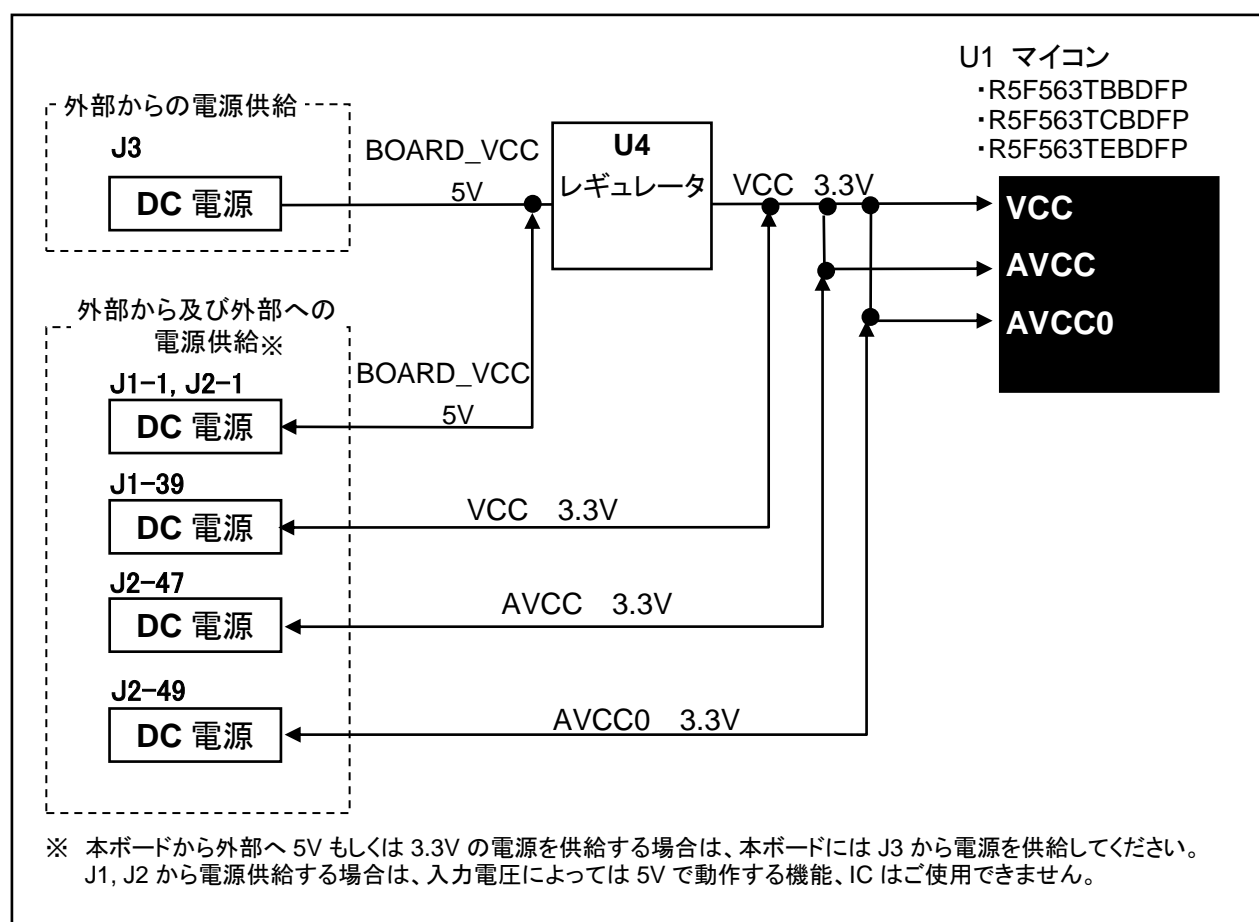 U1 マイコン
・R5F563TBBDFP
・R5F563TCBDFP
・R5F563TEBDFP
外部からの電源供給
J3
DC 電源
BOARD_VCC
5V
U4
レギュレータ
VCC 3.3V
VCC
AVCC
AVCC0
外部から及び外部への
電源供給※
J1-1, J2-1
DC 電源
BOARD_VCC
5V
J1-39
DC 電源
VCC 3.3V
J2-47
DC 電源
AVCC 3.3V
J2-49
DC 電源
AVCC0 3.3V
※ 本ボードから外部へ 5V もしくは 3.3V の電源を供給する場合は、本ボードには J3 から電源を供給してください。
J1, J2 から電源供給する場合は、入力電圧によっては 5V で動作する機能、IC はご使用できません。